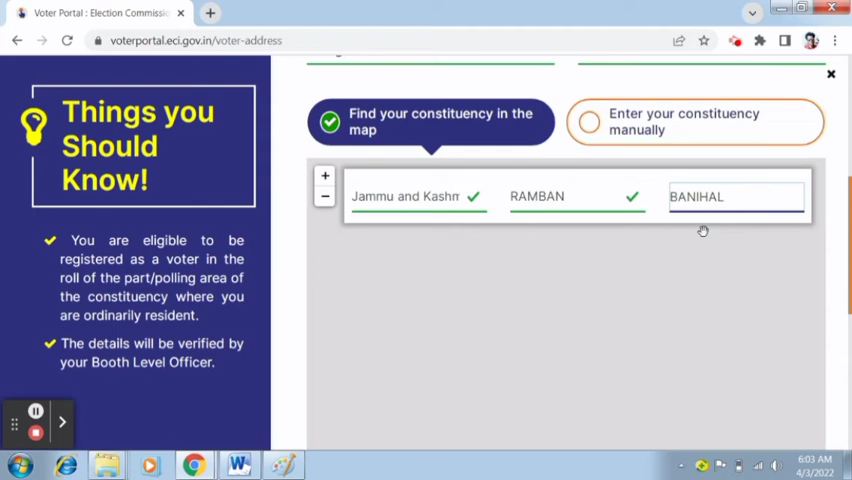 Voter Portal : Election Commissio
voterportal.eci.gov.in/voter-address
Things you
Should
Know!
You are eligible to be
registered as a voter in the
roll of the part/polling area of
the constituency where you
are ordinarily resident.
The details will be verified by
your Booth Level Officer.
Find your constituency in the
map
Enter your constituency
manually
+
−
Jammu and Kashm
RAMBAN
BANIHAL
6:03 AM
4/3/2022